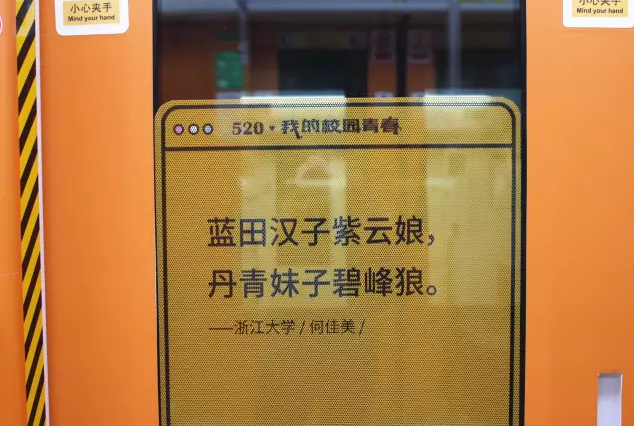 小心夹手
Mind your hand
小心夹手
Mind your hand
520♥我的校园青春
蓝田汉子紫云娘，
丹青妹子碧峰狼。
——浙江大学 / 何佳美 /